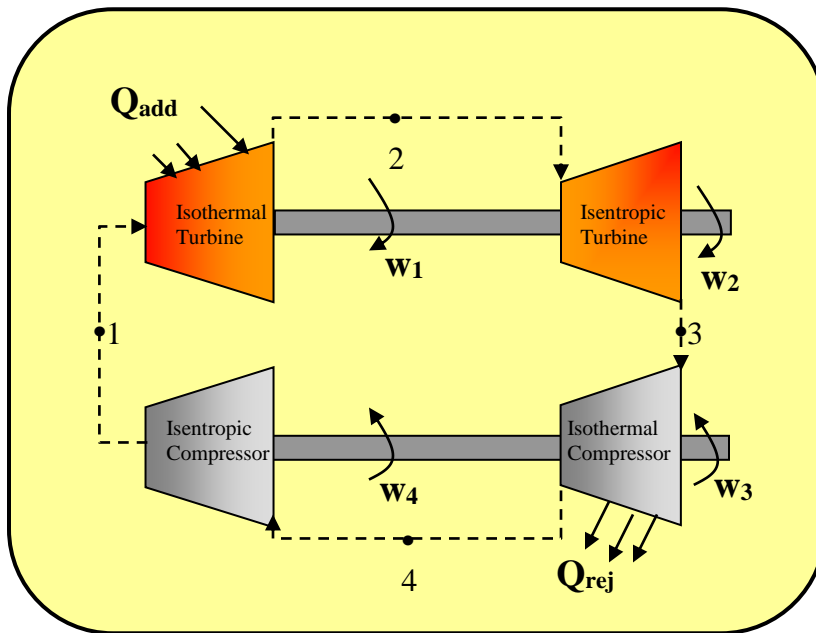 Qadd
2
Isothermal
Turbine
Isentropic
Turbine
w1
w2
1
3
Isentropic
Compressor
Isothermal
Compressor
w4
w3
4
Qrej